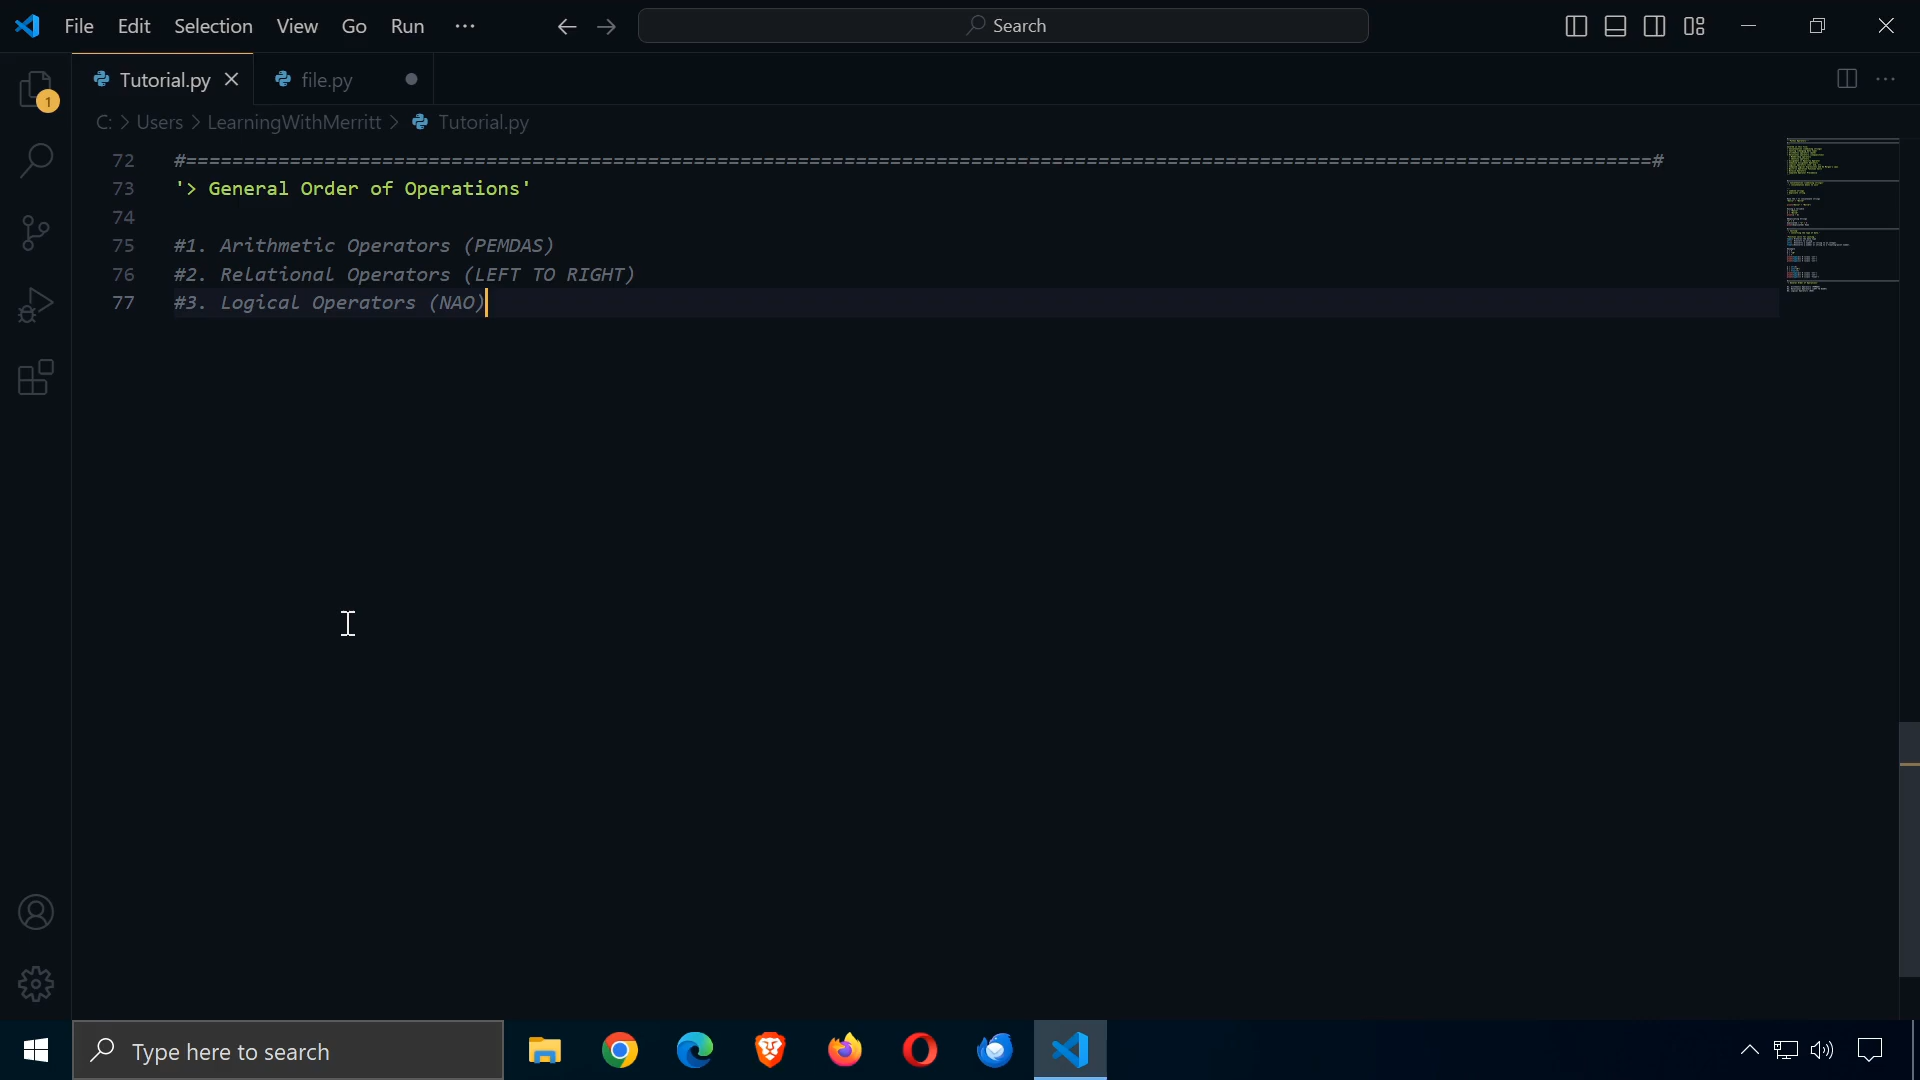 File Edit Selection View Go Run ···
Search
Tutorial.py
file.py
1
C: > Users > LearningWithMerritt > Tutorial.py
72 #===============================================================================================================================#
73 '> General Order of Operations'
74
75 #1. Arithmetic Operators (PEMDAS)
76 #2. Relational Operators (LEFT TO RIGHT)
77 #3. Logical Operators (NAO)
Type here to search